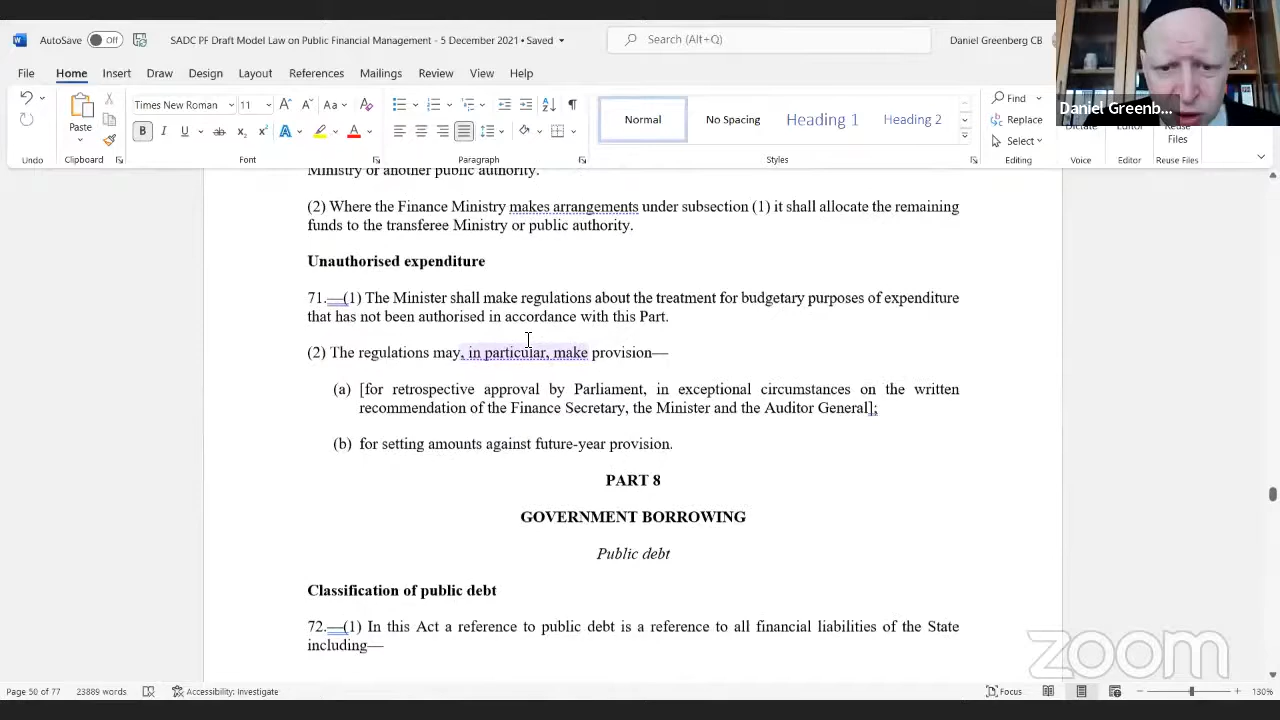 AutoSave Off SADC PF Draft Model Law on Public Financial Management - 5 December 2021 • Saved Search (Alt+Q) Daniel Greenberg CB
File Home Insert Draw Design Layout References Mailings Review View Help
Daniel Greenb...
Paste Times New Roman 11 Aa Normal No Spacing Heading 1 Heading 2 Find Replace Select Dictate Editor Reuse Files
Undo Clipboard Font Paragraph Styles Editing Voice Editor Reuse Files
Ministry or another public authority.
(2) Where the Finance Ministry makes arrangements under subsection (1) it shall allocate the remaining
funds to the transferee Ministry or public authority.
Unauthorised expenditure
71.—(1) The Minister shall make regulations about the treatment for budgetary purposes of expenditure
that has not been authorised in accordance with this Part.
(2) The regulations may, in particular, make provision—
(a) [for retrospective approval by Parliament, in exceptional circumstances on the written
recommendation of the Finance Secretary, the Minister and the Auditor General];
(b) for setting amounts against future-year provision.
PART 8
GOVERNMENT BORROWING
Public debt
Classification of public debt
72.—(1) In this Act a reference to public debt is a reference to all financial liabilities of the State
including—
zoom
Page 50 of 77 23889 words Accessibility: Investigate Focus 130%